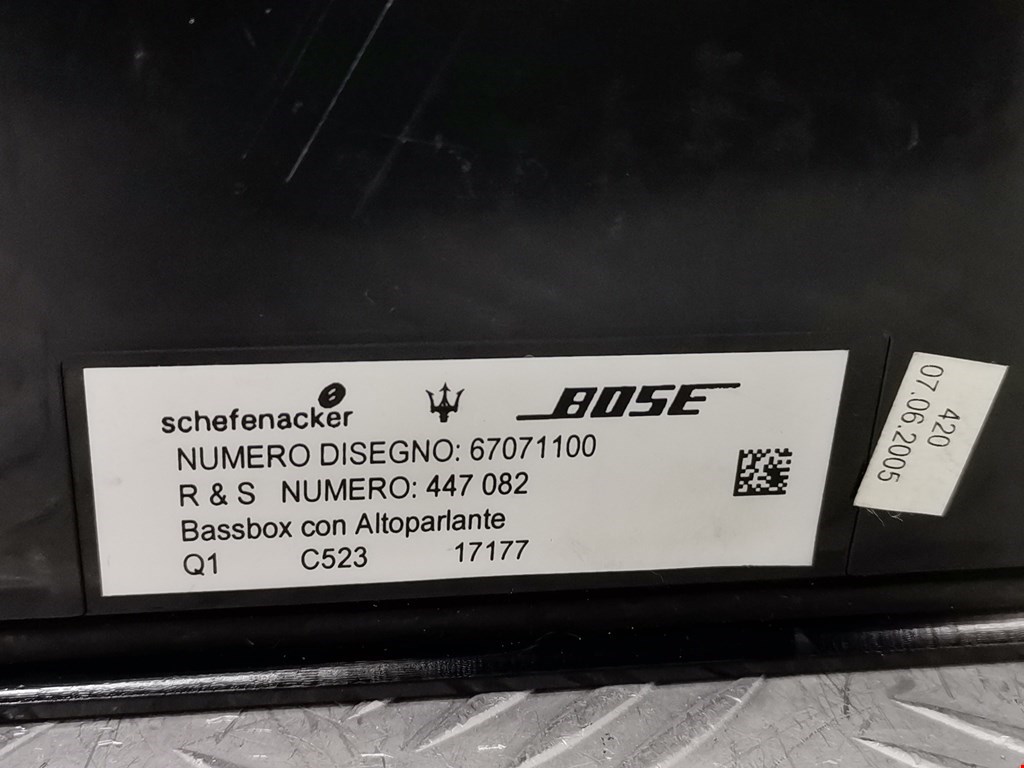 schefenacker
BOSE
NUMERO DISEGNO: 67071100
R & S NUMERO: 447 082
Bassbox con Altoparlante
Q1 C523 17177
420
07.06.2005